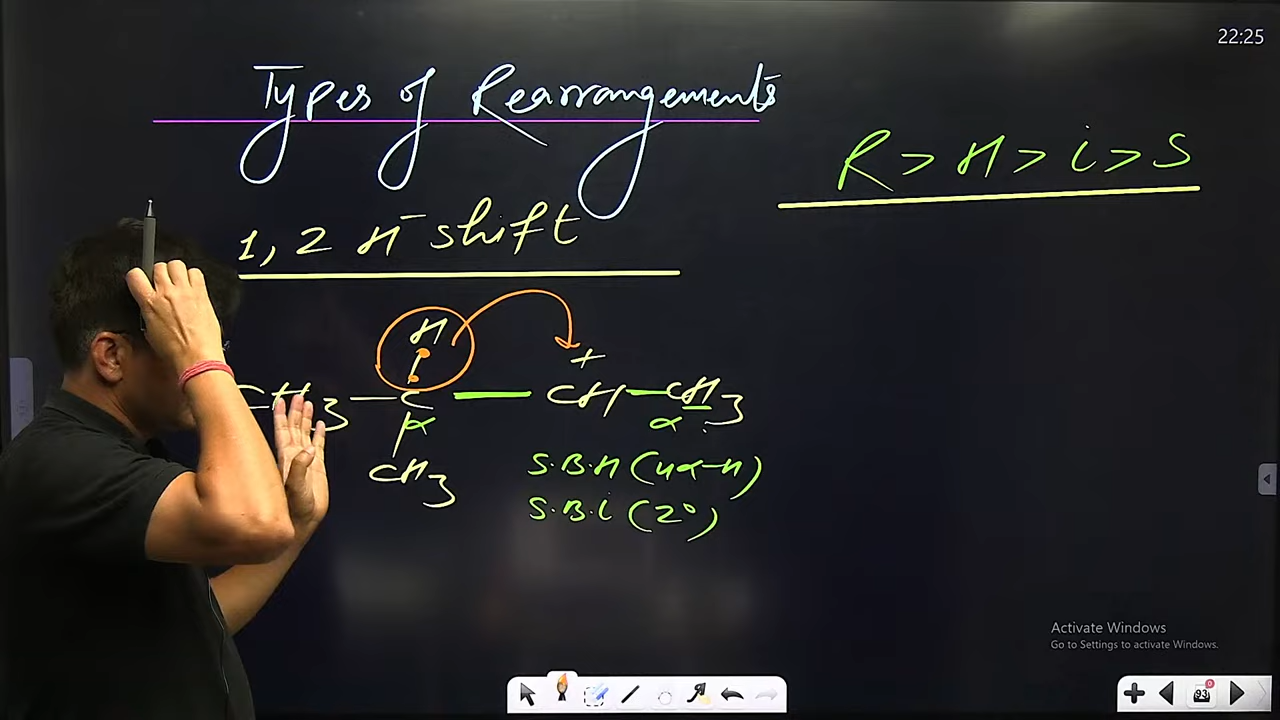 22:25
Types of Rearrangements
R > H > i > S
1, 2 H⁻ shift
H
+
CH3 — C — CH — CH3
α α
CH3
S.B.H (4α-H)
S.B.i (2°)
Activate Windows
Go to Settings to activate Windows.
93